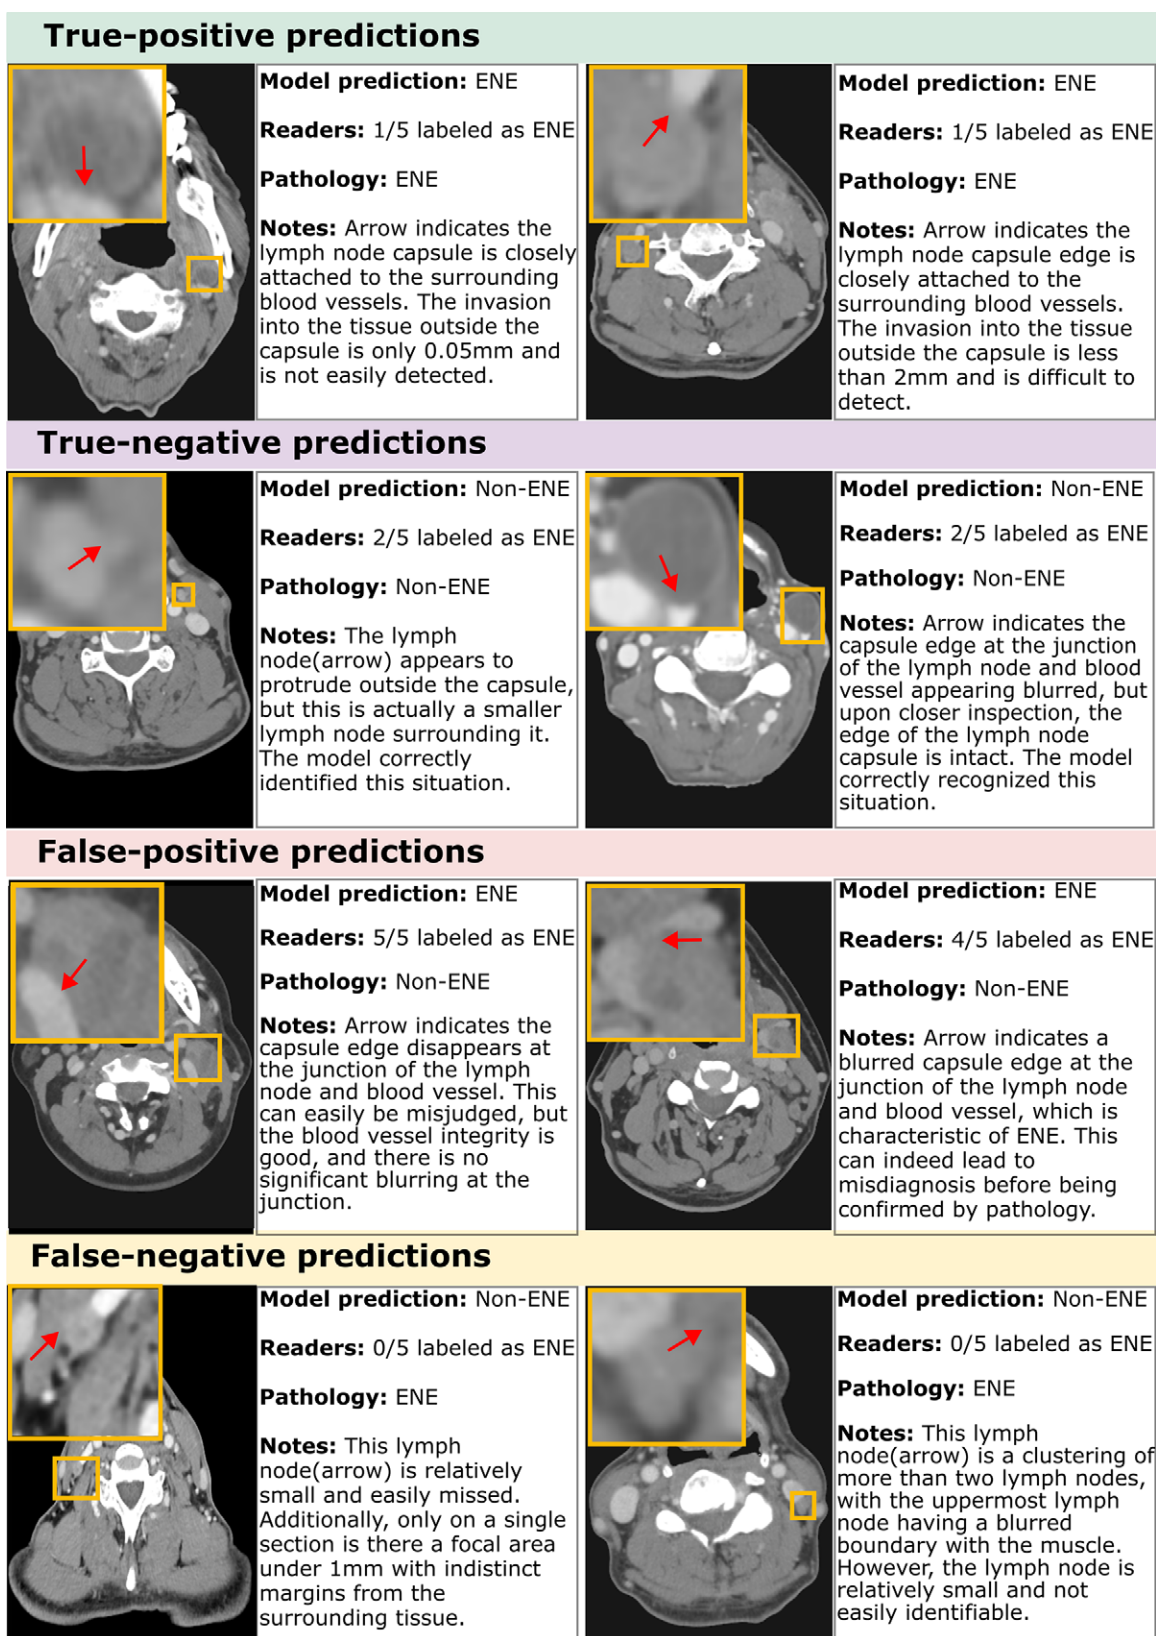 True-positive predictions
Model prediction: ENE
Readers: 1/5 labeled as ENE
Pathology: ENE
Notes: Arrow indicates the
lymph node capsule is closely
attached to the surrounding
blood vessels. The invasion
into the tissue outside the
capsule is only 0.05mm and
is not easily detected.
Model prediction: ENE
Readers: 1/5 labeled as ENE
Pathology: ENE
Notes: Arrow indicates the
lymph node capsule edge is
closely attached to the
surrounding blood vessels.
The invasion into the tissue
outside the capsule is less
than 2mm and is difficult to
detect.
True-negative predictions
Model prediction: Non-ENE
Readers: 2/5 labeled as ENE
Pathology: Non-ENE
Notes: The lymph
node(arrow) appears to
protrude outside the capsule,
but this is actually a smaller
lymph node surrounding it.
The model correctly
identified this situation.
Model prediction: Non-ENE
Readers: 2/5 labeled as ENE
Pathology: Non-ENE
Notes: Arrow indicates the
capsule edge at the junction
of the lymph node and blood
vessel appearing blurred, but
upon closer inspection, the
edge of the lymph node
capsule is intact. The model
correctly recognized this
situation.
False-positive predictions
Model prediction: ENE
Readers: 5/5 labeled as ENE
Pathology: Non-ENE
Notes: Arrow indicates the
capsule edge disappears at
the junction of the lymph
node and blood vessel. This
can easily be misjudged, but
the blood vessel integrity is
good, and there is no
significant blurring at the
junction.
Model prediction: ENE
Readers: 4/5 labeled as ENE
Pathology: Non-ENE
Notes: Arrow indicates a
blurred capsule edge at the
junction of the lymph node
and blood vessel, which is
characteristic of ENE. This
can indeed lead to
misdiagnosis before being
confirmed by pathology.
False-negative predictions
Model prediction: Non-ENE
Readers: 0/5 labeled as ENE
Pathology: ENE
Notes: This lymph
node(arrow) is relatively
small and easily missed.
Additionally, only on a single
section is there a focal area
under 1mm with indistinct
margins from the
surrounding tissue.
Model prediction: Non-ENE
Readers: 0/5 labeled as ENE
Pathology: ENE
Notes: This lymph
node(arrow) is a clustering of
more than two lymph nodes,
with the uppermost lymph
node having a blurred
boundary with the muscle.
However, the lymph node is
relatively small and not
easily identifiable.